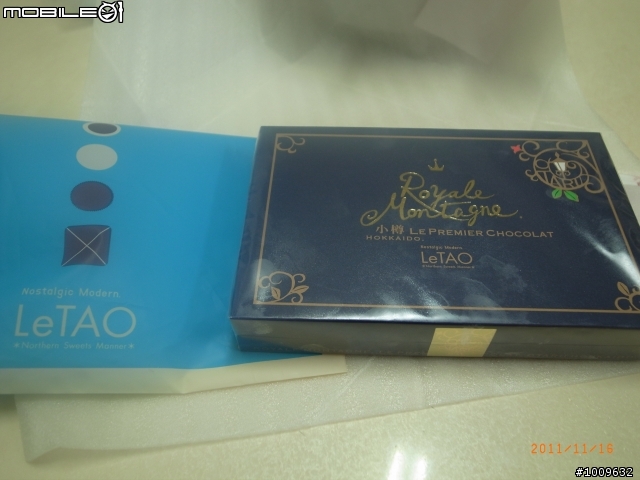 MOBILE01
Nostalgic Modern.
LeTAO
★Northern Sweets Manner★
Royale
Montagne.
小樽 LE PREMIER CHOCOLAT
HOKKAIDO.
Nostalgic Modern.
LeTAO
2011/11/16
#1009632